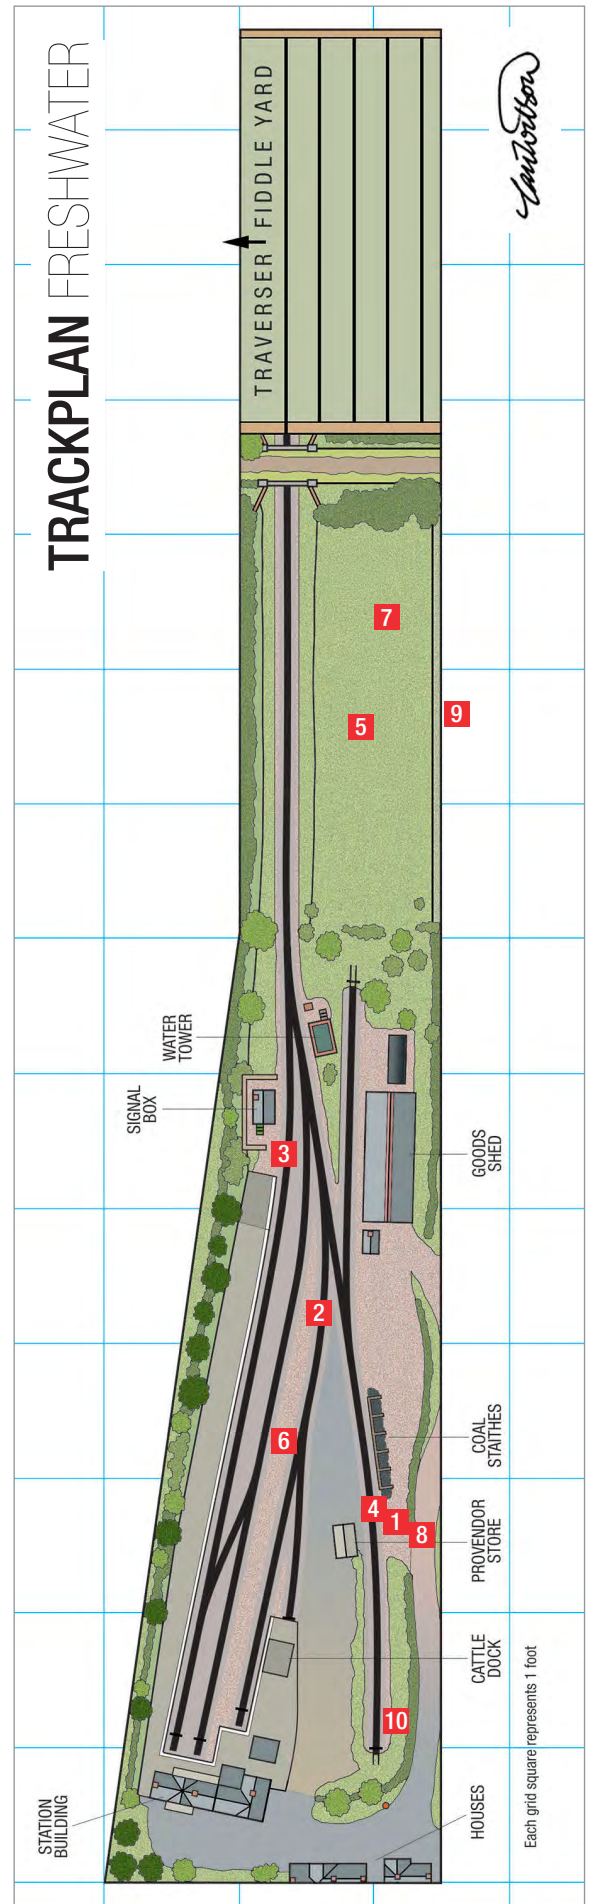 TRACKPLAN FRESHWATER
TRAVERSER FIDDLE YARD
7
9
5
WATER
TOWER
SIGNAL
BOX
3
GOODS
SHED
2
6
COAL
STAITHES
4
1
8
PROVENDOR
STORE
CATTLE
DOCK
10
STATION
BUILDING
HOUSES
Each grid square represents 1 foot